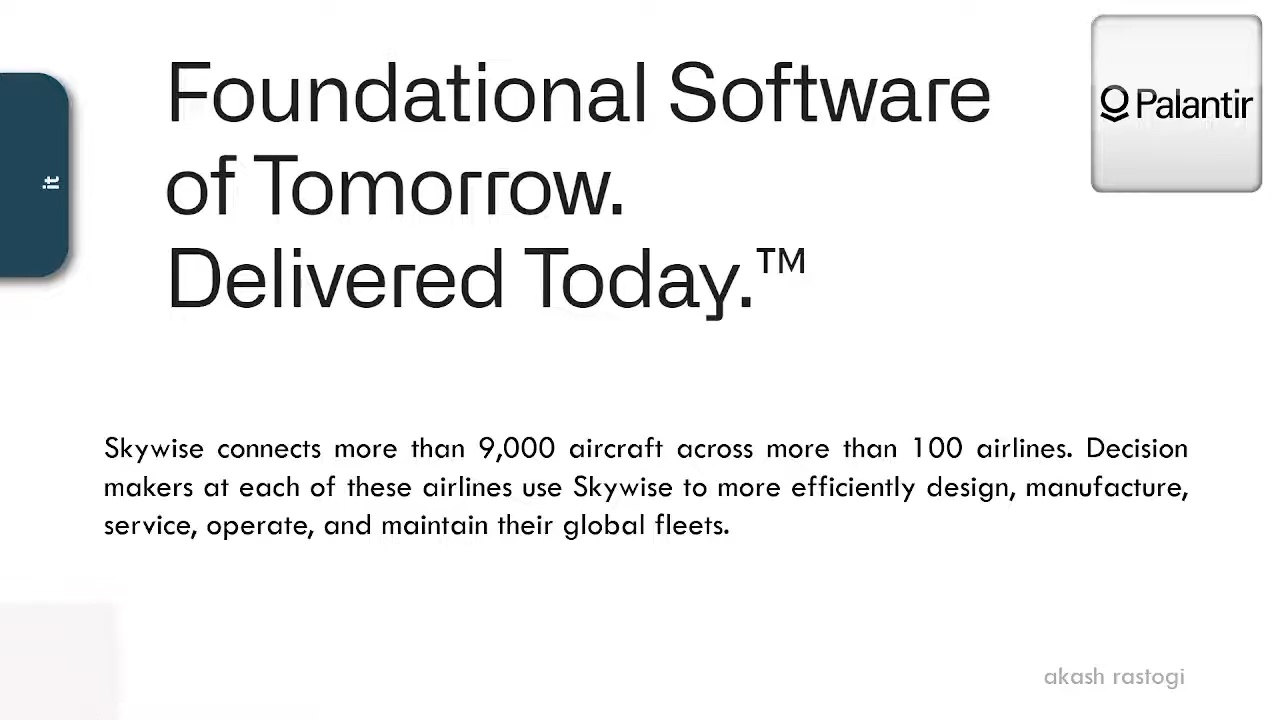 Foundational Software
of Tomorrow.
Delivered Today.™
Palantir
it
Skywise connects more than 9,000 aircraft across more than 100 airlines. Decision
makers at each of these airlines use Skywise to more efficiently design, manufacture,
service, operate, and maintain their global fleets.
akash rastogi